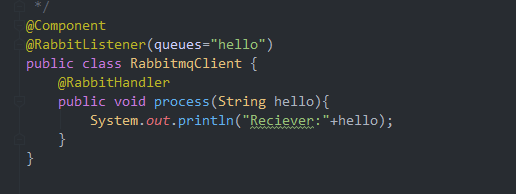 */
@Component
@RabbitListener(queues="hello")
public class RabbitmqClient {
    @RabbitHandler
    public void process(String hello){
        System.out.println("Reciever:"+hello);
    }
}